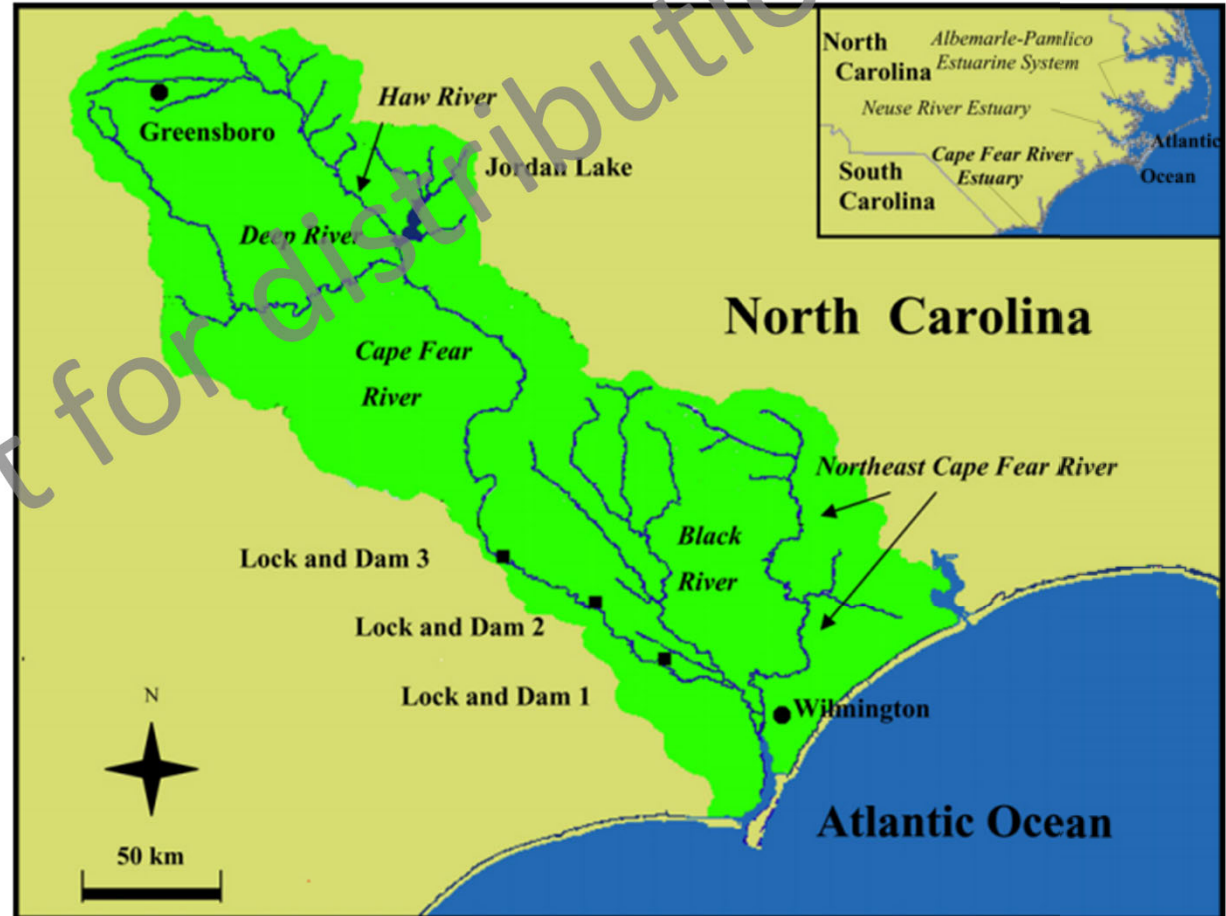 North
Carolina
Albemarle-Pamlico
Estuarine System
Neuse River Estuary
Atlantic
Ocean
Cape Fear River
Estuary
South
Carolina
Haw River
Greensboro
Jordan Lake
Deep River
North Carolina
Cape Fear
River
Northeast Cape Fear River
Black
River
Lock and Dam 3
Lock and Dam 2
Lock and Dam 1
N
Wilmington
Atlantic Ocean
50 km
for distributi